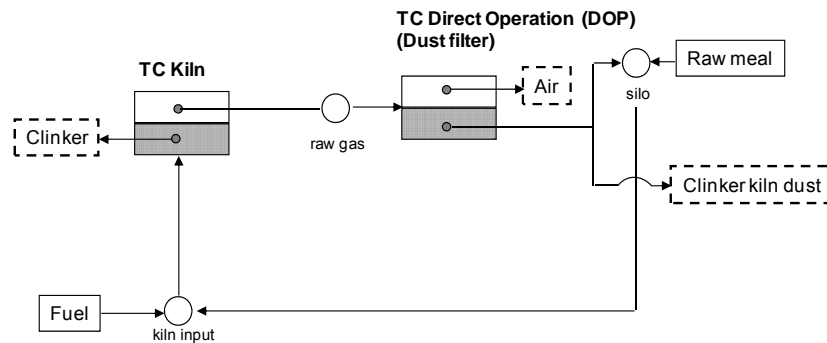 TC Direct Operation (DOP)
(Dust filter)
TC Kiln
Raw meal
Air
silo
Clinker
raw gas
Clinker kiln dust
Fuel
kiln input